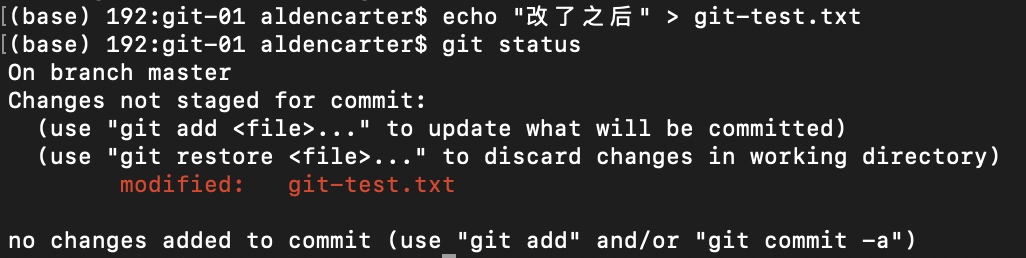 [(base) 192:git-01 aldencarter$ echo "改了之后" > git-test.txt
[(base) 192:git-01 aldencarter$ git status
On branch master
Changes not staged for commit:
  (use "git add <file>..." to update what will be committed)
  (use "git restore <file>..." to discard changes in working directory)
        modified:   git-test.txt

no changes added to commit (use "git add" and/or "git commit -a")